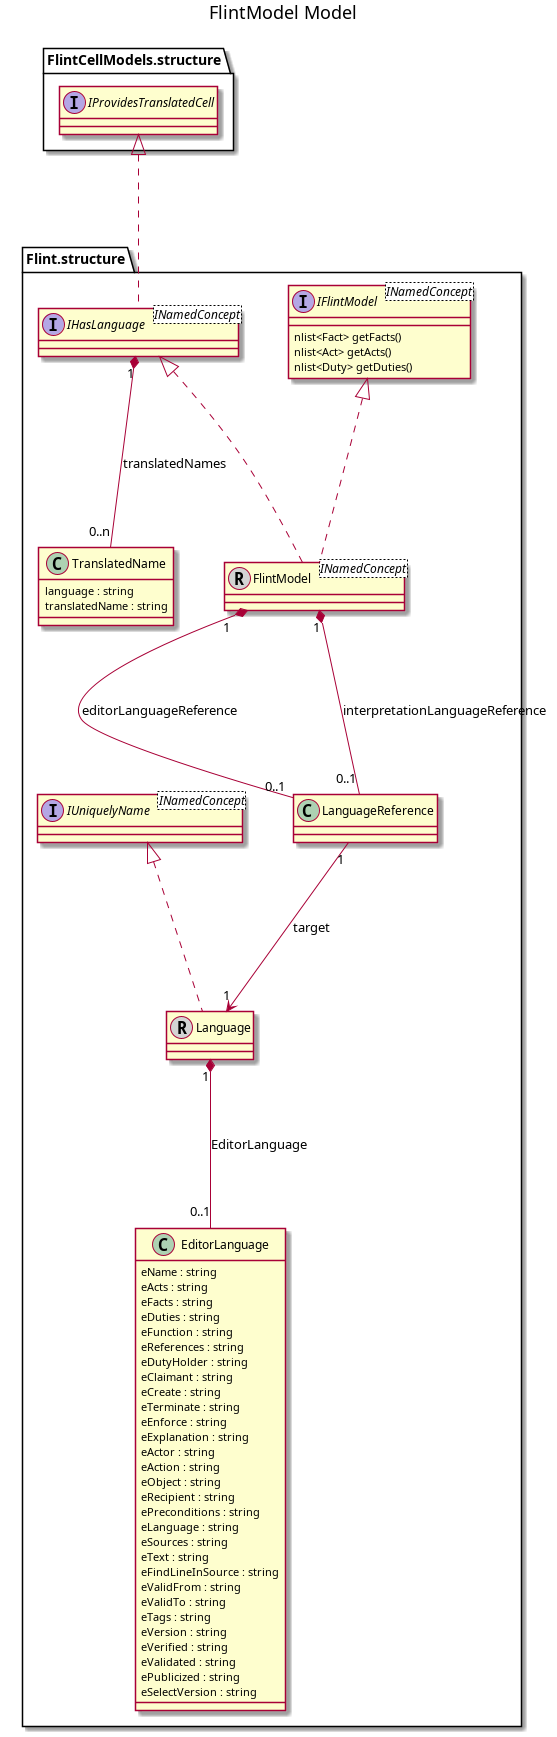 FlintModel Model
FlintCellModels.structure
I IProvidesTranslatedCell
Flint.structure
I IHasLanguage INamedConcept
I IFlintModel INamedConcept
nlist<Fact> getFacts()
nlist<Act> getActs()
nlist<Duty> getDuties()
1
translatedNames
0..n
C TranslatedName
language : string
translatedName : string
R FlintModel INamedConcept
1
1
editorLanguageReference
interpretationLanguageReference
0..1
0..1
I IUniquelyName INamedConcept
C LanguageReference
1
target
1
R Language
1
EditorLanguage
0..1
C EditorLanguage
eName : string
eActs : string
eFacts : string
eDuties : string
eFunction : string
eReferences : string
eDutyHolder : string
eClaimant : string
eCreate : string
eTerminate : string
eEnforce : string
eExplanation : string
eActor : string
eAction : string
eObject : string
eRecipient : string
ePreconditions : string
eLanguage : string
eSources : string
eText : string
eFindLineInSource : string
eValidFrom : string
eValidTo : string
eTags : string
eVersion : string
eVerified : string
eValidated : string
ePublicized : string
eSelectVersion : string